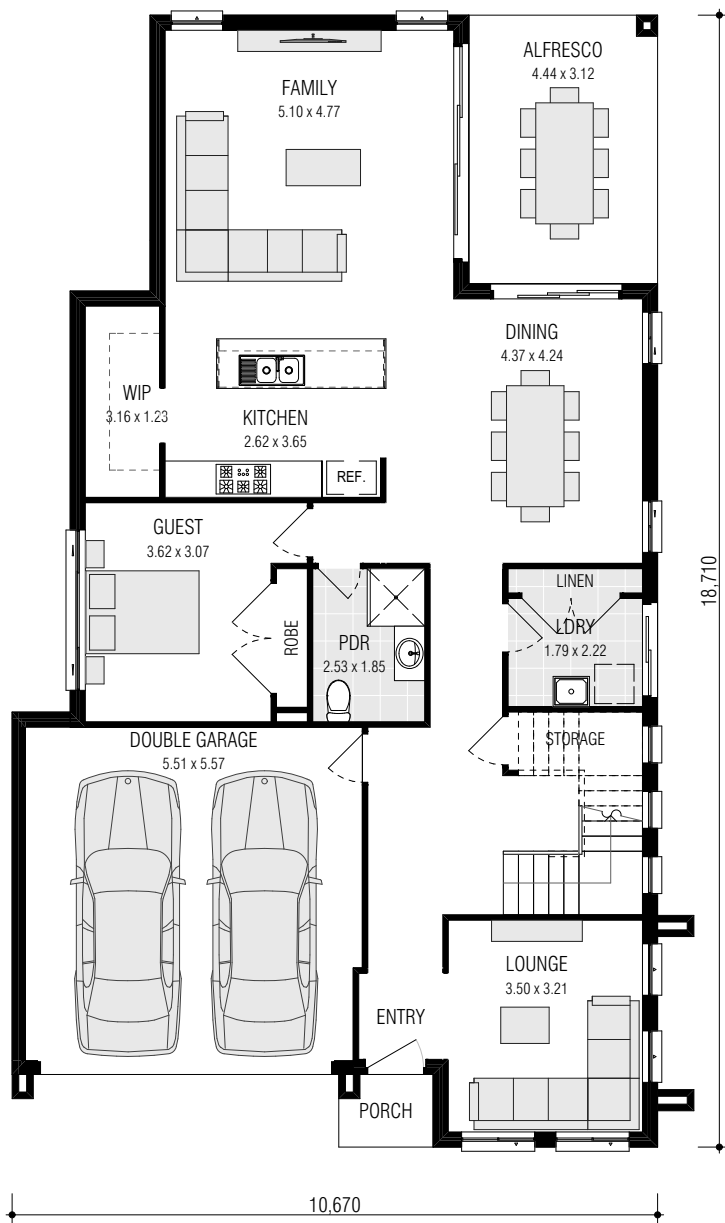 ALFRESCO
4.44 x 3.12
FAMILY
5.10 x 4.77
DINING
4.37 x 4.24
WIP
3.16 x 1.23
KITCHEN
2.62 x 3.65
REF.
GUEST
3.62 x 3.07
ROBE
PDR
2.53 x 1.85
LINEN
LDRY
1.79 x 2.22
18,710
DOUBLE GARAGE
5.51 x 5.57
STORAGE
LOUNGE
3.50 x 3.21
ENTRY
PORCH
10,670